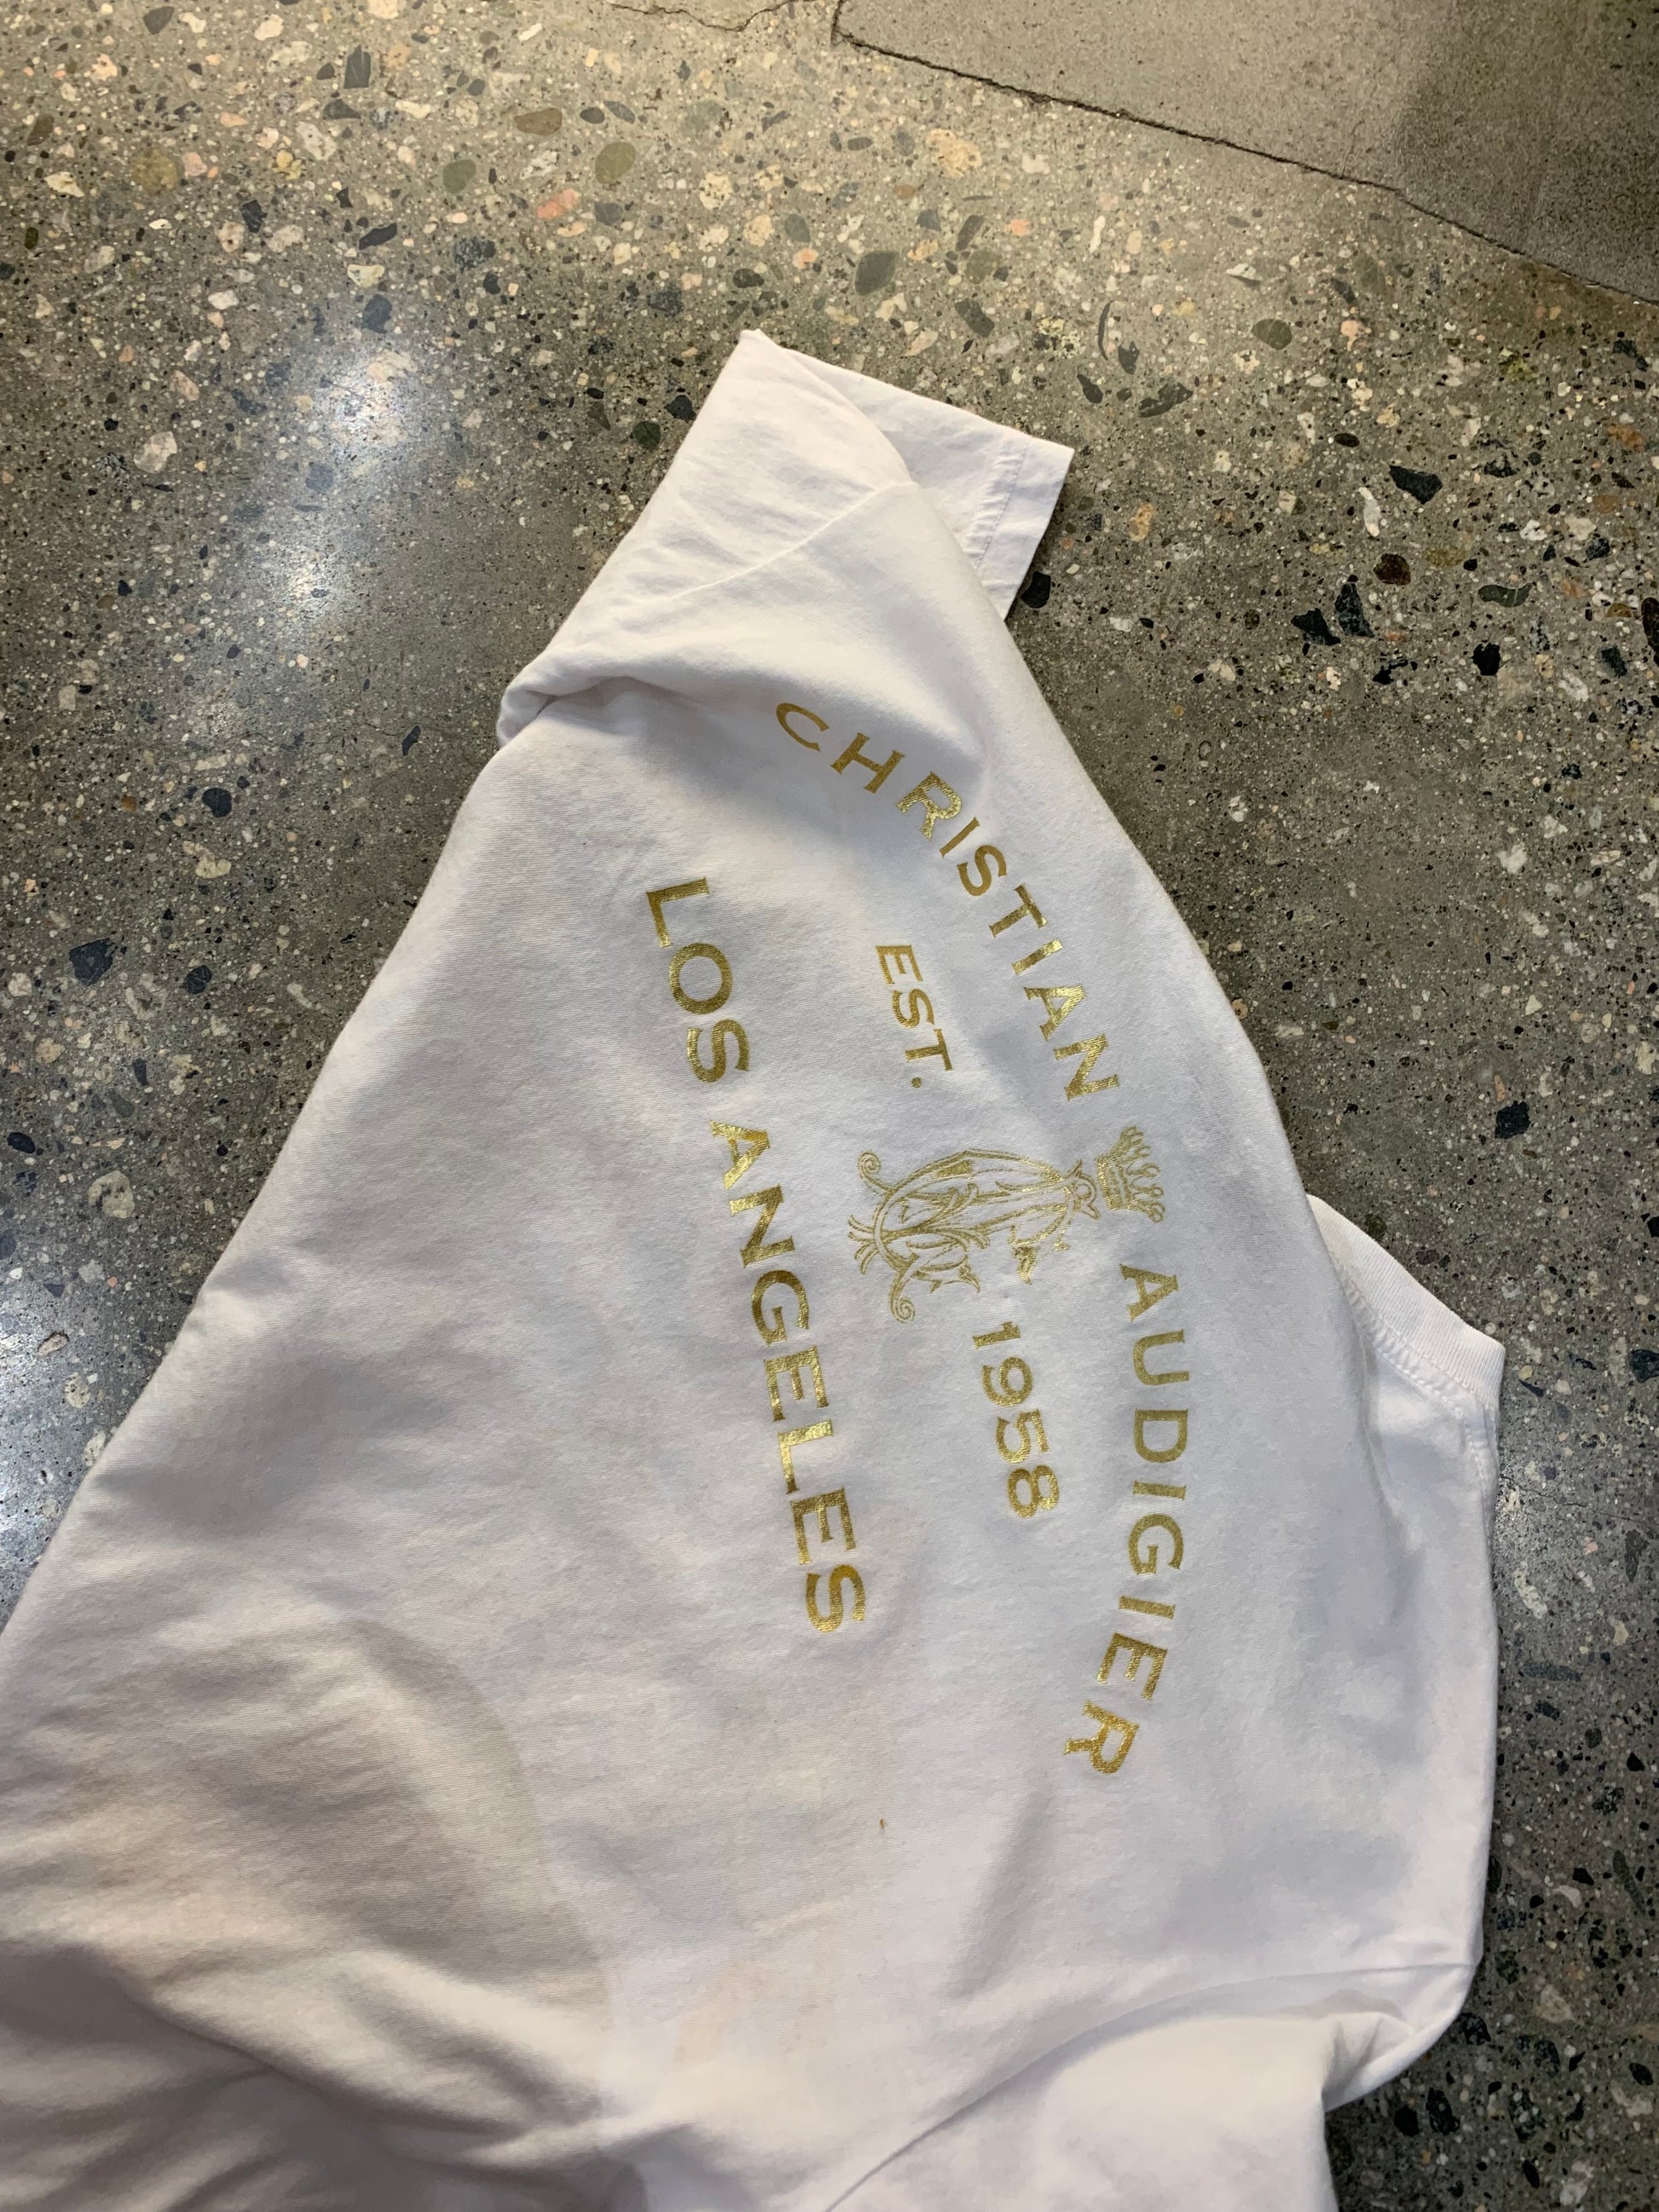 CHRISTIAN AUDIGIER
EST. 1958
LOS ANGELES